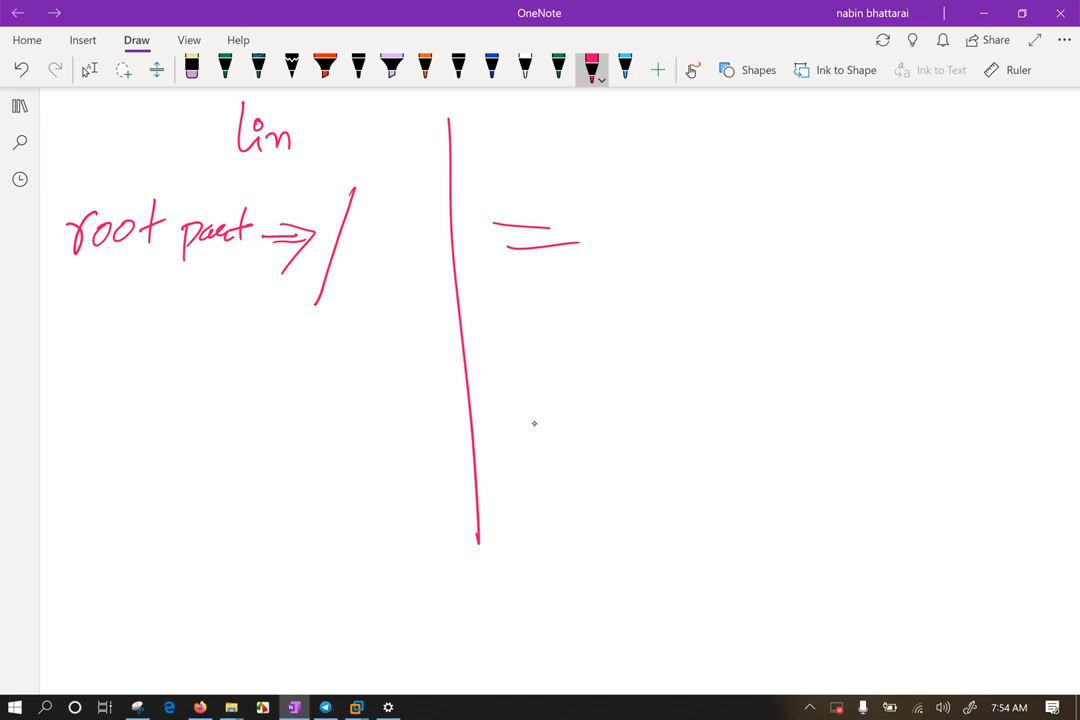 OneNote
nabin bhattarai
Home Insert Draw View Help
Share
Shapes Ink to Shape Ink to Text Ruler
Lin
root part ⇒ /
=
7:54 AM